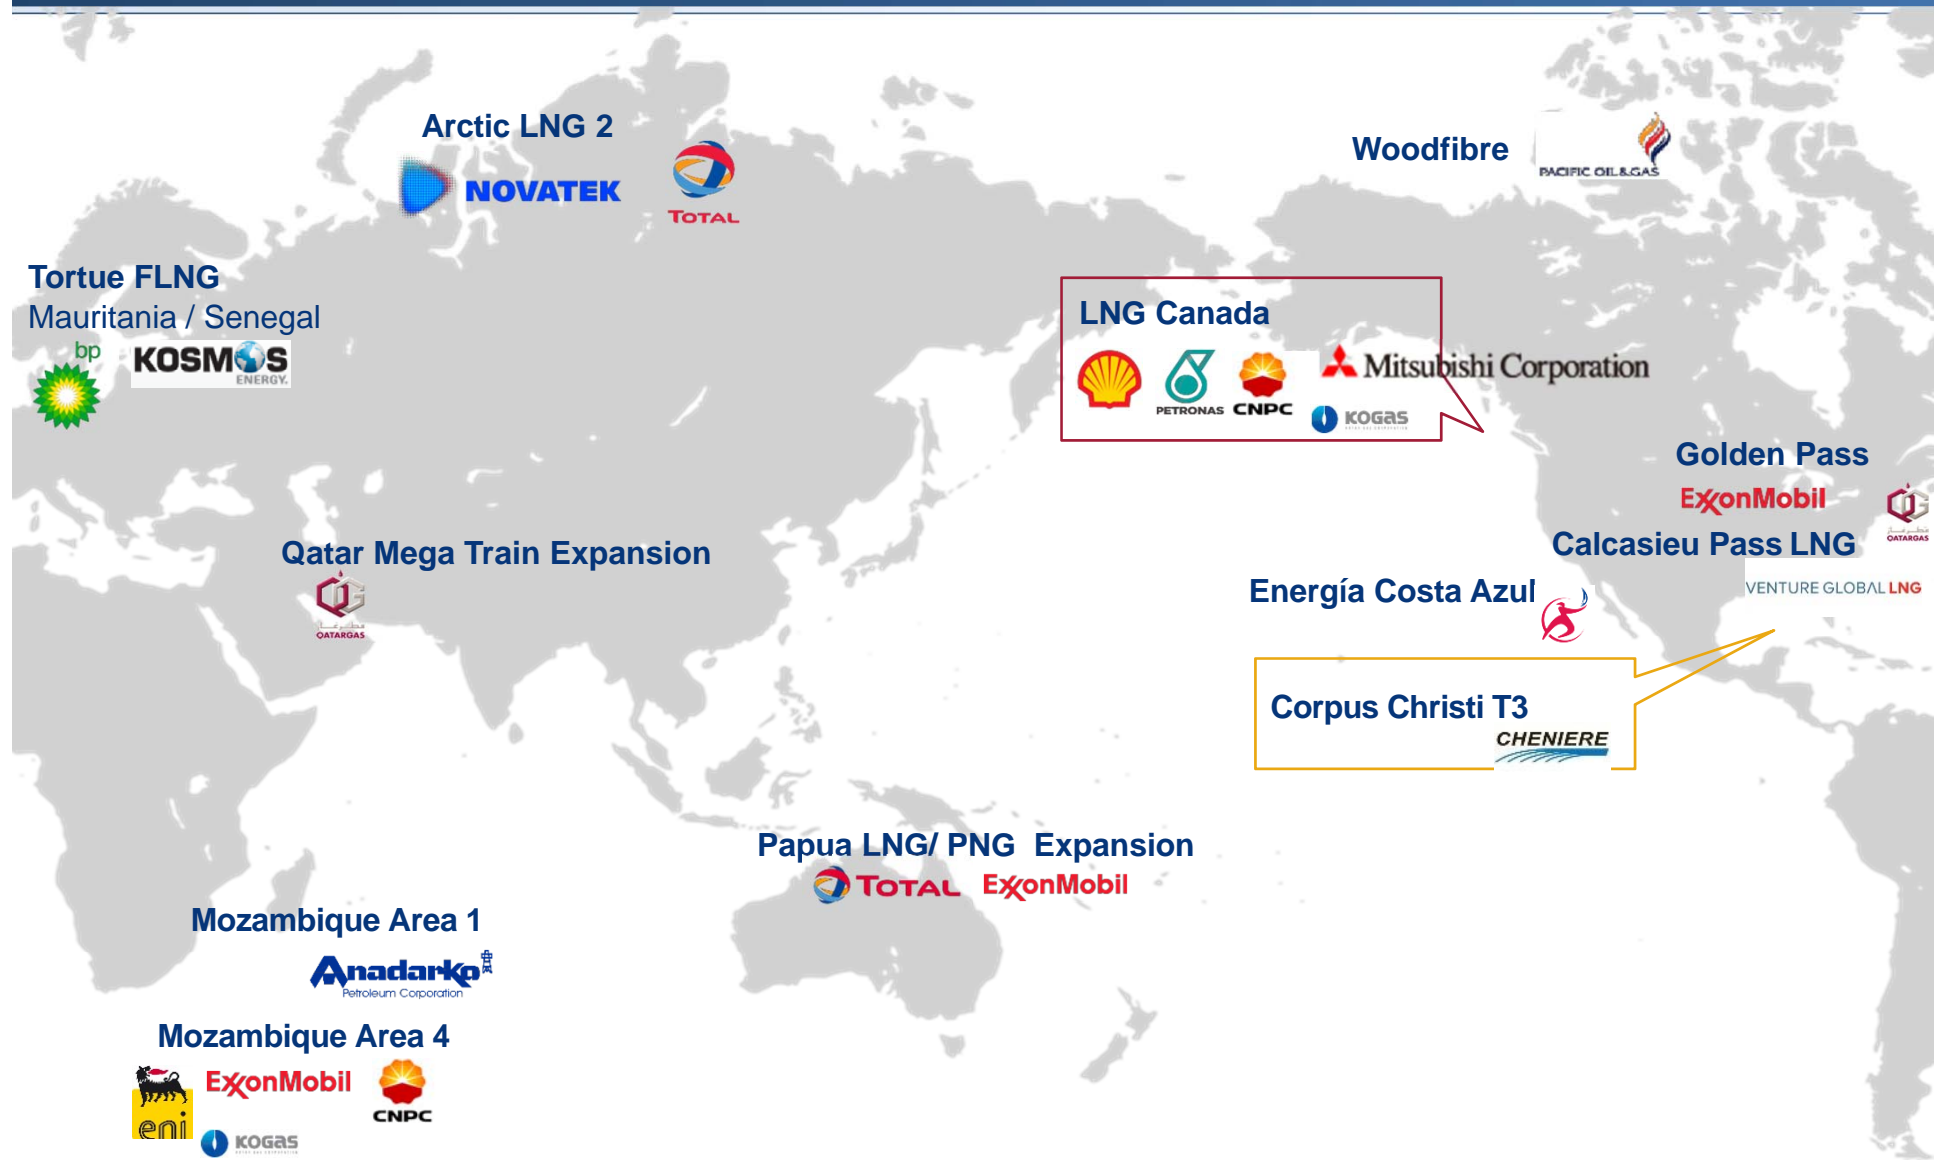 Arctic LNG 2
NOVATEK
TOTAL
Woodfibre
PACIFIC OIL & GAS
Tortue FLNG
Mauritania / Senegal
bp
KOSMOS
ENERGY.
LNG Canada
PETRONAS
CNPC
Mitsubishi Corporation
KOGAS
Golden Pass
ExxonMobil
QATARGAS
Calcasieu Pass LNG
VENTURE GLOBAL LNG
Qatar Mega Train Expansion
QATARGAS
Energía Costa Azul
Corpus Christi T3
CHENIERE
Papua LNG/ PNG  Expansion
TOTAL
ExxonMobil
Mozambique Area 1
Anadarko
Petroleum Corporation
Mozambique Area 4
eni
ExxonMobil
CNPC
KOGAS